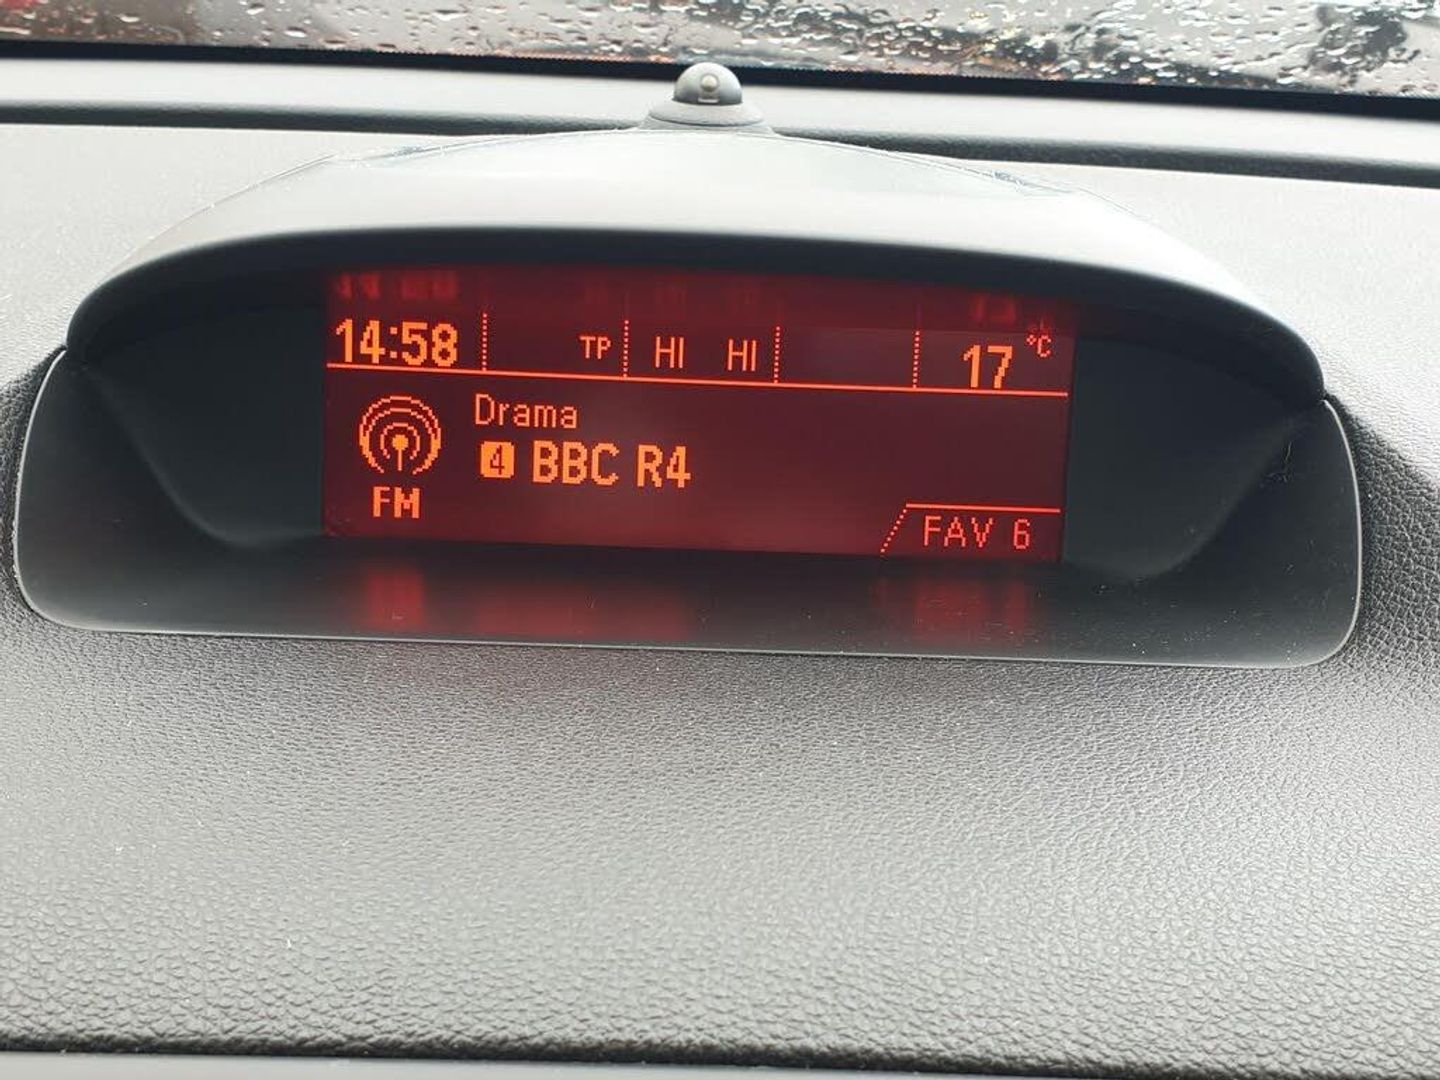 14:58 TP HI HI 17 °C
Drama
4 BBC R4
FM
FAV 6